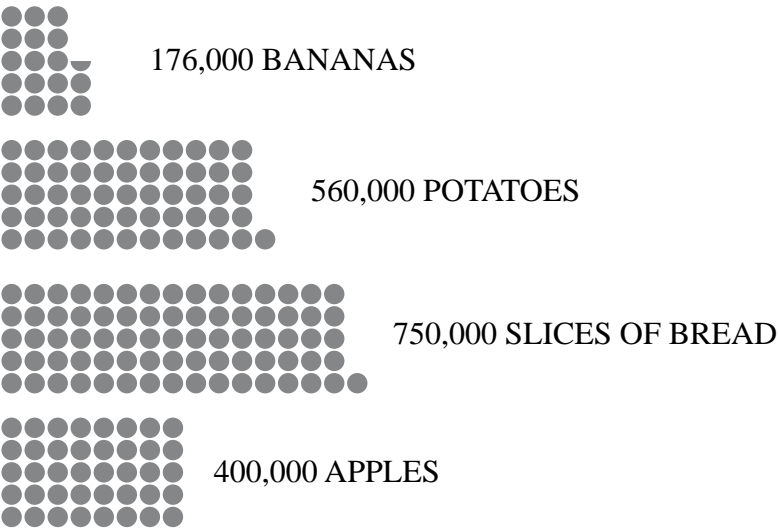 176,000 BANANAS
560,000 POTATOES
750,000 SLICES OF BREAD
400,000 APPLES